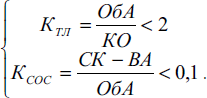 К_ТЛ = ОбА / КО < 2
К_СОС = (СК − ВА) / ОбА < 0,1 .